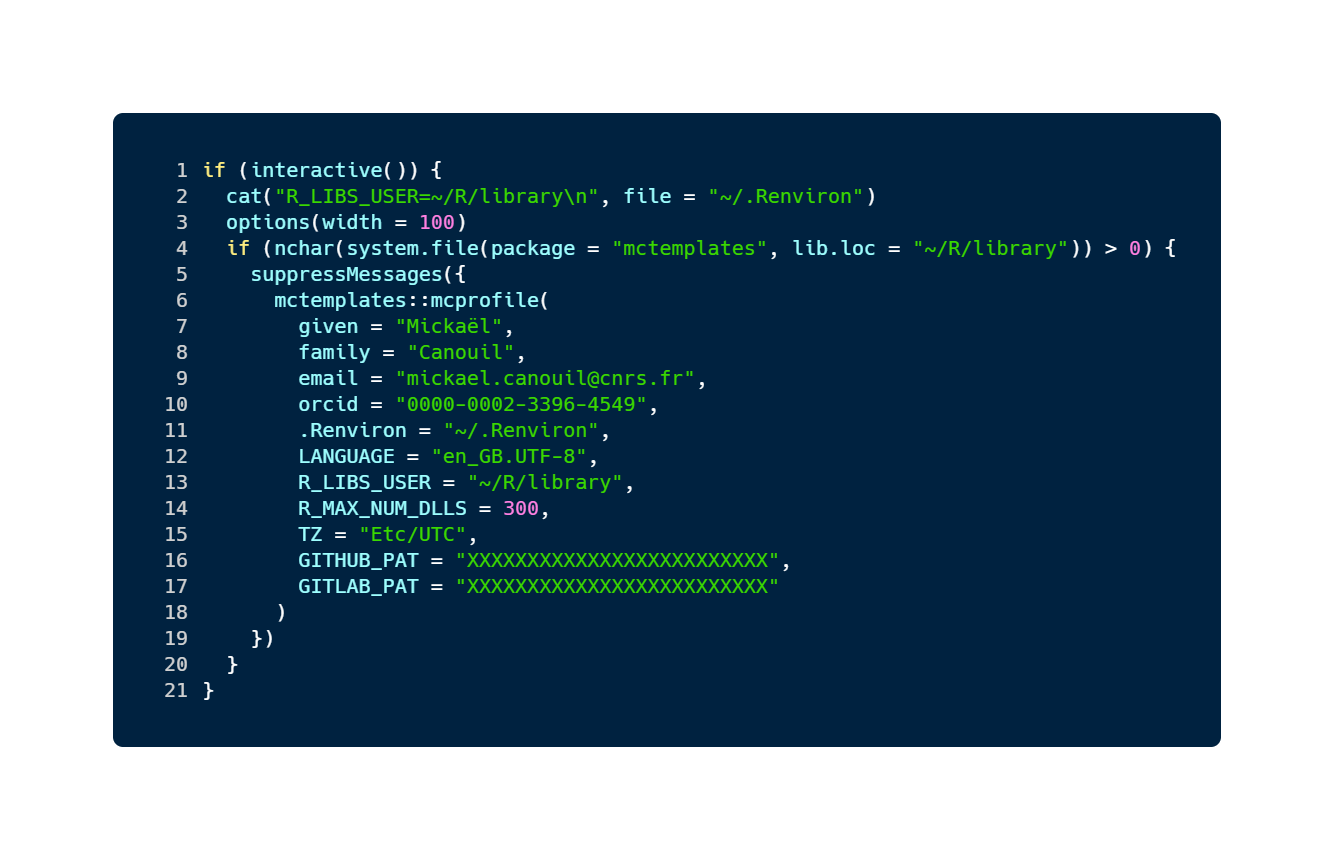 1 if (interactive()) {
2   cat("R_LIBS_USER=~/R/library\n", file = "~/.Renviron")
3   options(width = 100)
4   if (nchar(system.file(package = "mctemplates", lib.loc = "~/R/library")) > 0) {
5     suppressMessages({
6       mctemplates::mcprofile(
7         given = "Mickaël",
8         family = "Canouil",
9         email = "mickael.canouil@cnrs.fr",
10         orcid = "0000-0002-3396-4549",
11         .Renviron = "~/.Renviron",
12         LANGUAGE = "en_GB.UTF-8",
13         R_LIBS_USER = "~/R/library",
14         R_MAX_NUM_DLLS = 300,
15         TZ = "Etc/UTC",
16         GITHUB_PAT = "XXXXXXXXXXXXXXXXXXXXXXXXX",
17         GITLAB_PAT = "XXXXXXXXXXXXXXXXXXXXXXXXX"
18       )
19     })
20   }
21 }